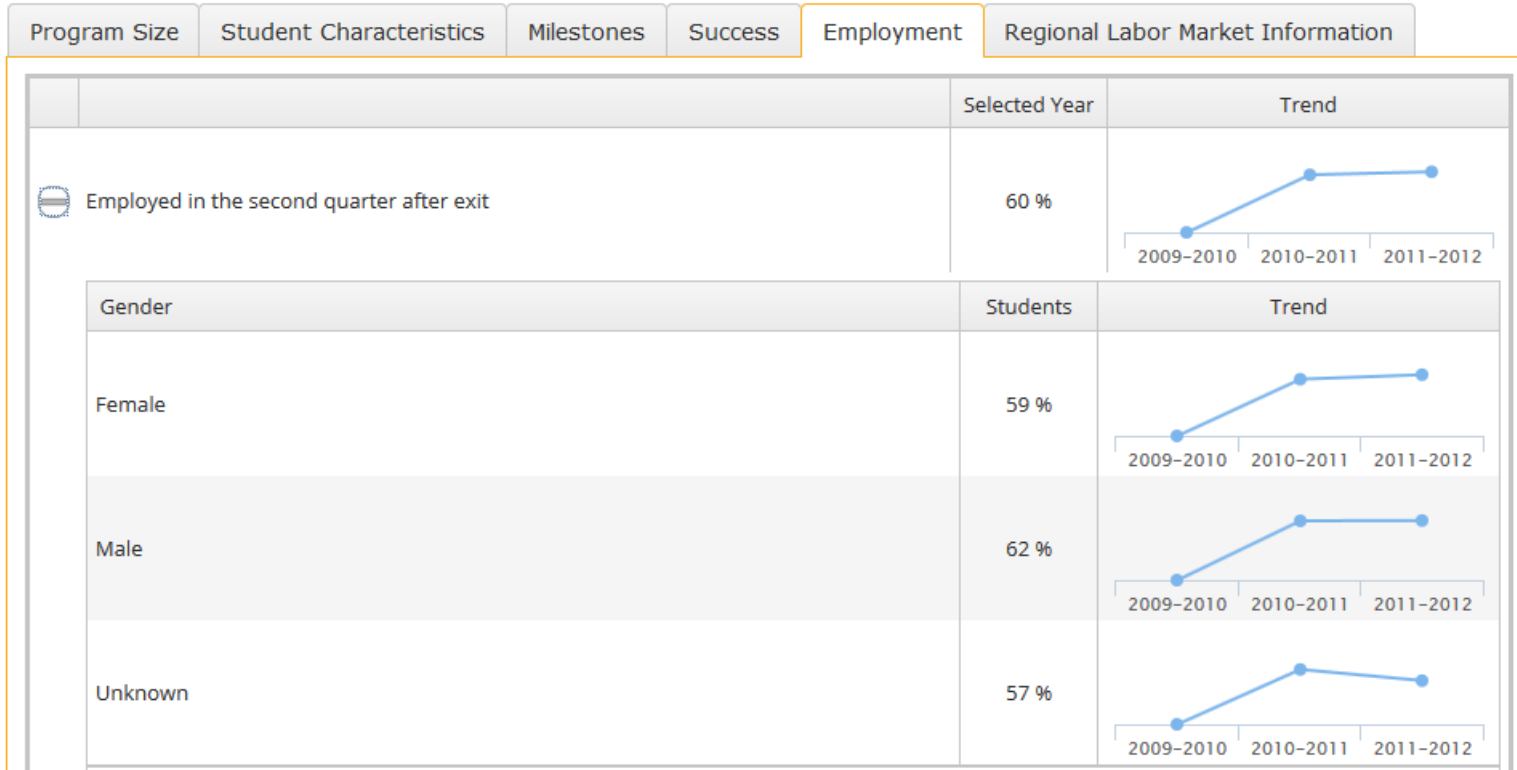 Program Size Student Characteristics Milestones Success Employment Regional Labor Market Information
Selected Year Trend
Employed in the second quarter after exit 60 %
2009-2010 2010-2011 2011-2012
Gender Students Trend
Female 59 %
2009-2010 2010-2011 2011-2012
Male 62 %
2009-2010 2010-2011 2011-2012
Unknown 57 %
2009-2010 2010-2011 2011-2012